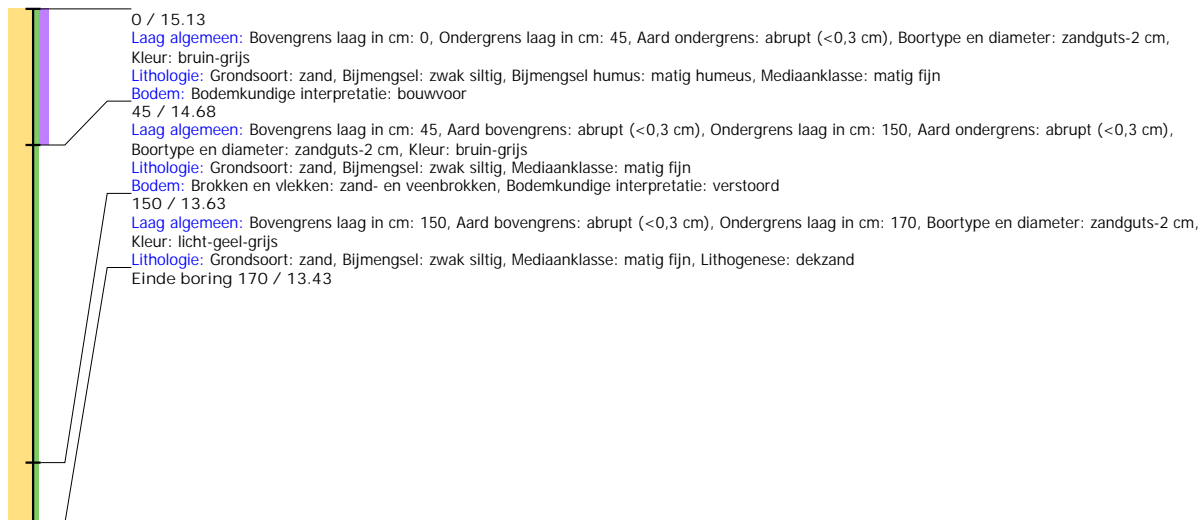 0 / 15.13
Laag algemeen: Bovengrens laag in cm: 0, Ondergrens laag in cm: 45, Aard ondergrens: abrupt (<0,3 cm), Boortype en diameter: zandguts-2 cm,
Kleur: bruin-grijs
Lithologie: Grondsoort: zand, Bijmengsel: zwak siltig, Bijmengsel humus: matig humeus, Mediaanklasse: matig fijn
Bodem: Bodemkundige interpretatie: bouwvoor
45 / 14.68
Laag algemeen: Bovengrens laag in cm: 45, Aard bovengrens: abrupt (<0,3 cm), Ondergrens laag in cm: 150, Aard ondergrens: abrupt (<0,3 cm),
Boortype en diameter: zandguts-2 cm, Kleur: bruin-grijs
Lithologie: Grondsoort: zand, Bijmengsel: zwak siltig, Mediaanklasse: matig fijn
Bodem: Brokken en vlekken: zand- en veenbrokken, Bodemkundige interpretatie: verstoord
150 / 13.63
Laag algemeen: Bovengrens laag in cm: 150, Aard bovengrens: abrupt (<0,3 cm), Ondergrens laag in cm: 170, Boortype en diameter: zandguts-2 cm,
Kleur: licht-geel-grijs
Lithologie: Grondsoort: zand, Bijmengsel: zwak siltig, Mediaanklasse: matig fijn, Lithogenese: dekzand
Einde boring 170 / 13.43